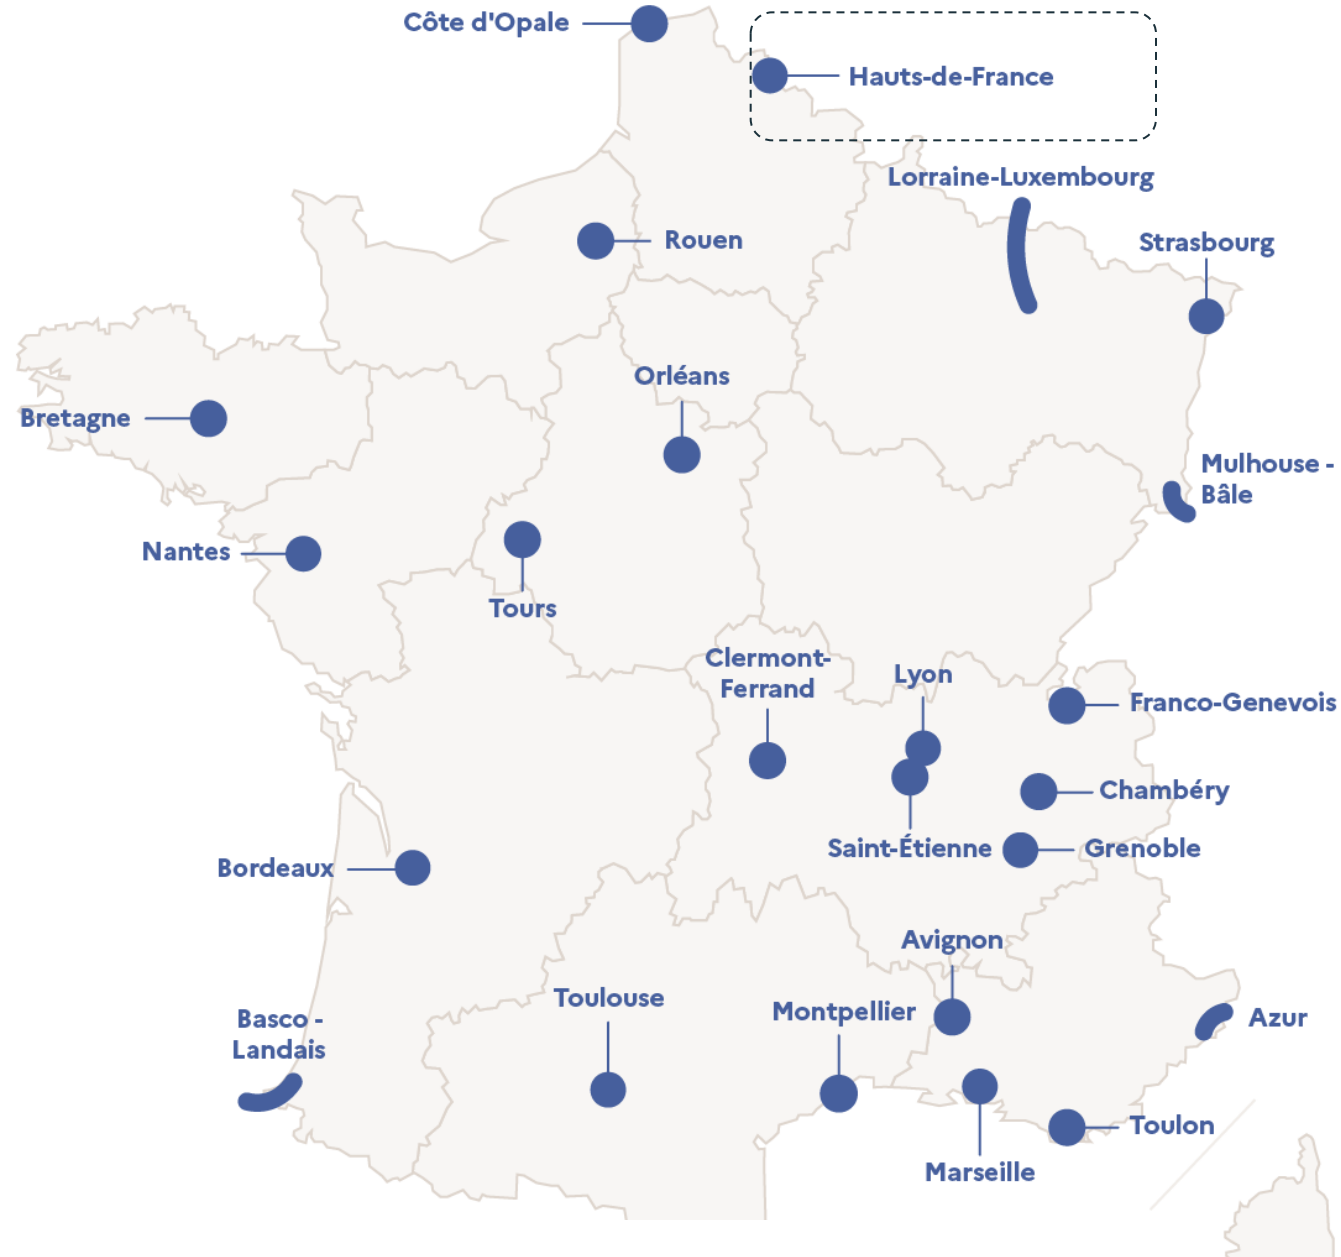 Côte d'Opale
Hauts-de-France
Lorraine-Luxembourg
Rouen
Strasbourg
Orléans
Bretagne
Mulhouse -
Bâle
Nantes
Tours
Clermont-
Ferrand
Lyon
Franco-Genevois
Chambéry
Saint-Étienne
Grenoble
Bordeaux
Avignon
Toulouse
Montpellier
Basco -
Landais
Azur
Toulon
Marseille